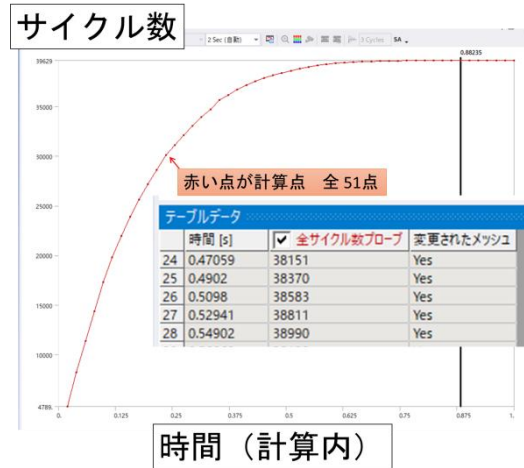 サイクル数
2 Sec (自動)
3 Cycles
0.88235
39629
35000
30000
赤い点が計算点 全 51点
25000
テーブルデータ
時間 [s] 全サイクル数プローブ 変更されたメッシュ
24 0.47059 38151 Yes
25 0.4902 38370 Yes
26 0.5098 38583 Yes
27 0.52941 38811 Yes
28 0.54902 38990 Yes
20000
15000
10000
4789.
0. 0.125 0.25 0.375 0.5 0.625 0.75 0.875 1.
時間（計算内）